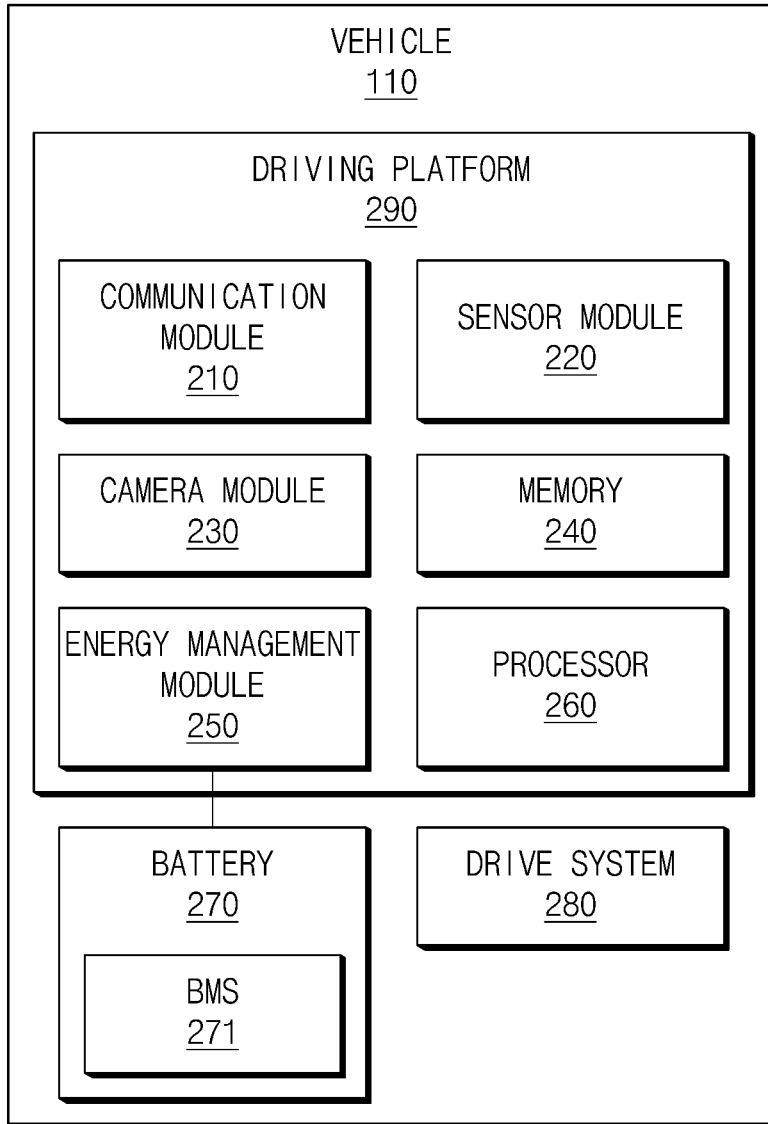 VEHICLE
110
DRIVING PLATFORM
290
COMMUNICATION
MODULE
210
SENSOR MODULE
220
CAMERA MODULE
230
MEMORY
240
ENERGY MANAGEMENT
MODULE
250
PROCESSOR
260
BATTERY
270
BMS
271
DRIVE SYSTEM
280